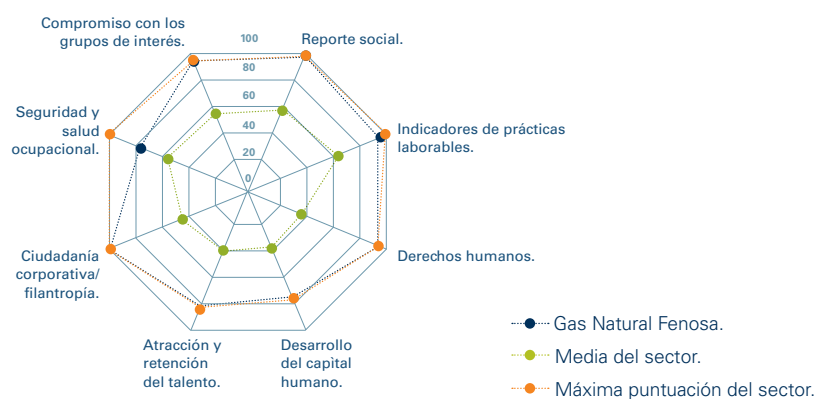 Compromiso con los
grupos de interés.
100
Reporte social.
80
60
40
20
0
Seguridad y
salud
ocupacional.
Indicadores de prácticas
laborables.
Ciudadanía
corporativa/
filantropía.
Derechos humanos.
Atracción y
retención
del talento.
Desarrollo
del capìtal
humano.
Gas Natural Fenosa.
Media del sector.
Máxima puntuación del sector.